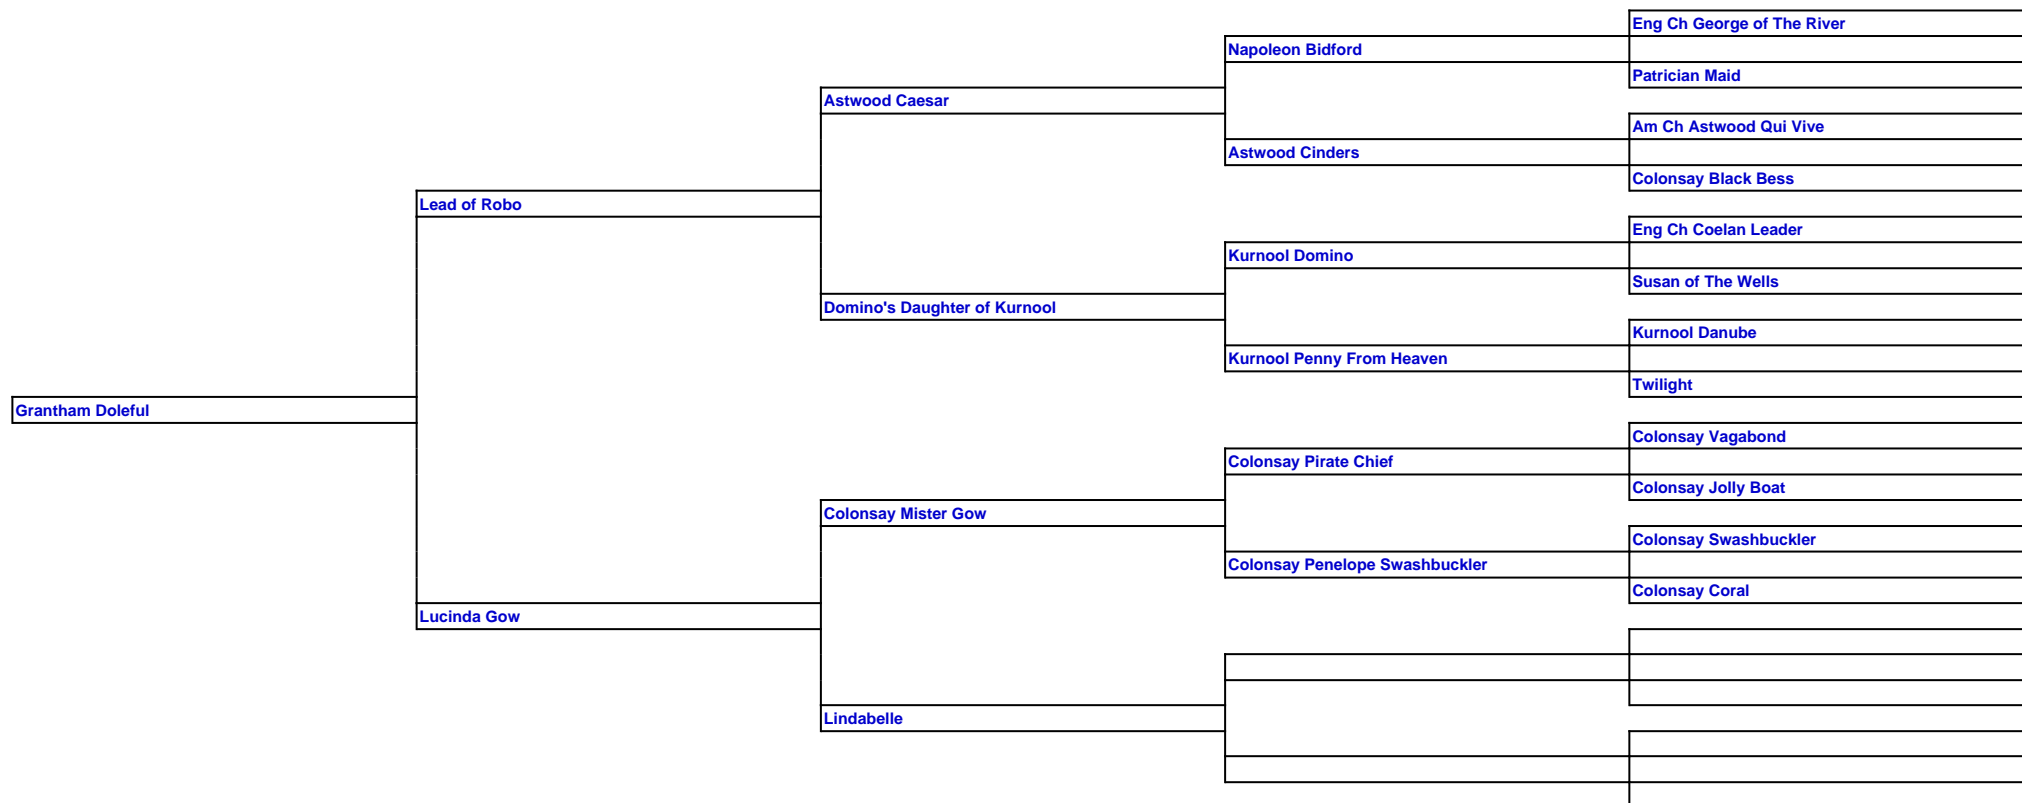 Eng Ch George of The River
Napoleon Bidford
Patrician Maid
Astwood Caesar
Am Ch Astwood Qui Vive
Astwood Cinders
Colonsay Black Bess
Lead of Robo
Eng Ch Coelan Leader
Kurnool Domino
Susan of The Wells
Domino's Daughter of Kurnool
Kurnool Danube
Kurnool Penny From Heaven
Twilight
Grantham Doleful
Colonsay Vagabond
Colonsay Pirate Chief
Colonsay Jolly Boat
Colonsay Mister Gow
Colonsay Swashbuckler
Colonsay Penelope Swashbuckler
Colonsay Coral
Lucinda Gow
Lindabelle